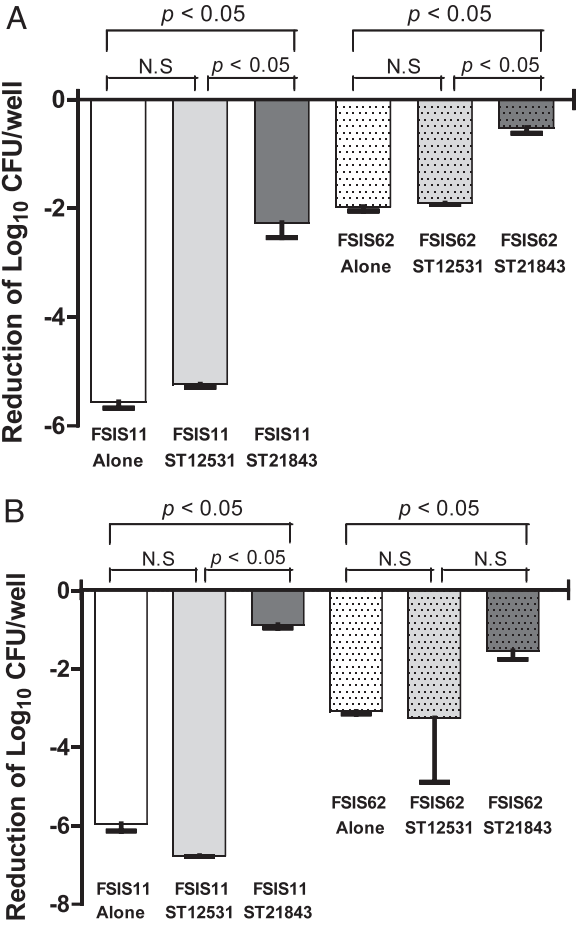 A
p < 0.05
p < 0.05
N.S
p < 0.05
N.S
p < 0.05
Reduction of Log10 CFU/well
0
-2
-4
-6
FSIS62
Alone
FSIS62
ST12531
FSIS62
ST21843
FSIS11
Alone
FSIS11
ST12531
FSIS11
ST21843
B
p < 0.05
p < 0.05
N.S
p < 0.05
N.S
N.S
Reduction of Log10 CFU/well
0
-2
-4
-6
-8
FSIS62
Alone
FSIS62
ST12531
FSIS62
ST21843
FSIS11
Alone
FSIS11
ST12531
FSIS11
ST21843